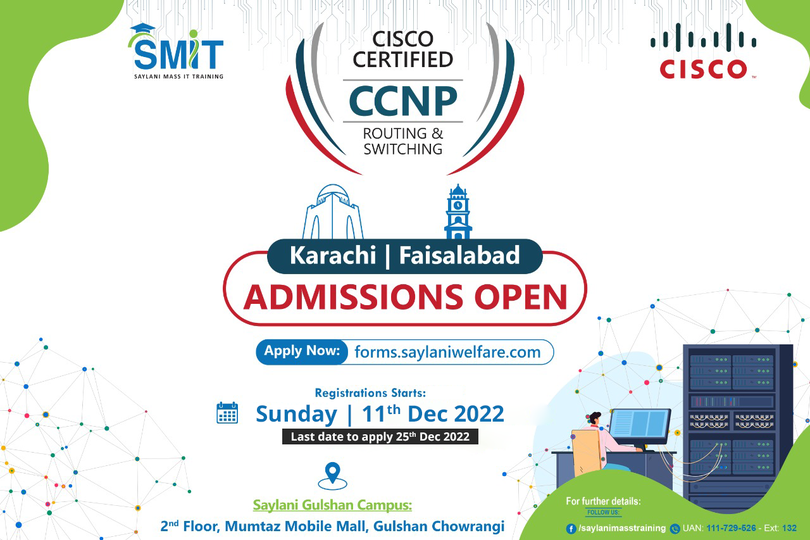 SMIT
SAYLANI MASS IT TRAINING
CISCO
CERTIFIED
CCNP
ROUTING &
SWITCHING
CISCO
Karachi | Faisalabad
ADMISSIONS OPEN
Apply Now: forms.saylaniwelfare.com
Registrations Starts:
Sunday | 11th Dec 2022
Last date to apply 25th Dec 2022
Saylani Gulshan Campus:
2nd Floor, Mumtaz Mobile Mall, Gulshan Chowrangi
For further details:
FOLLOW US:
/saylanimasstraining UAN: 111-729-526 - Ext: 132